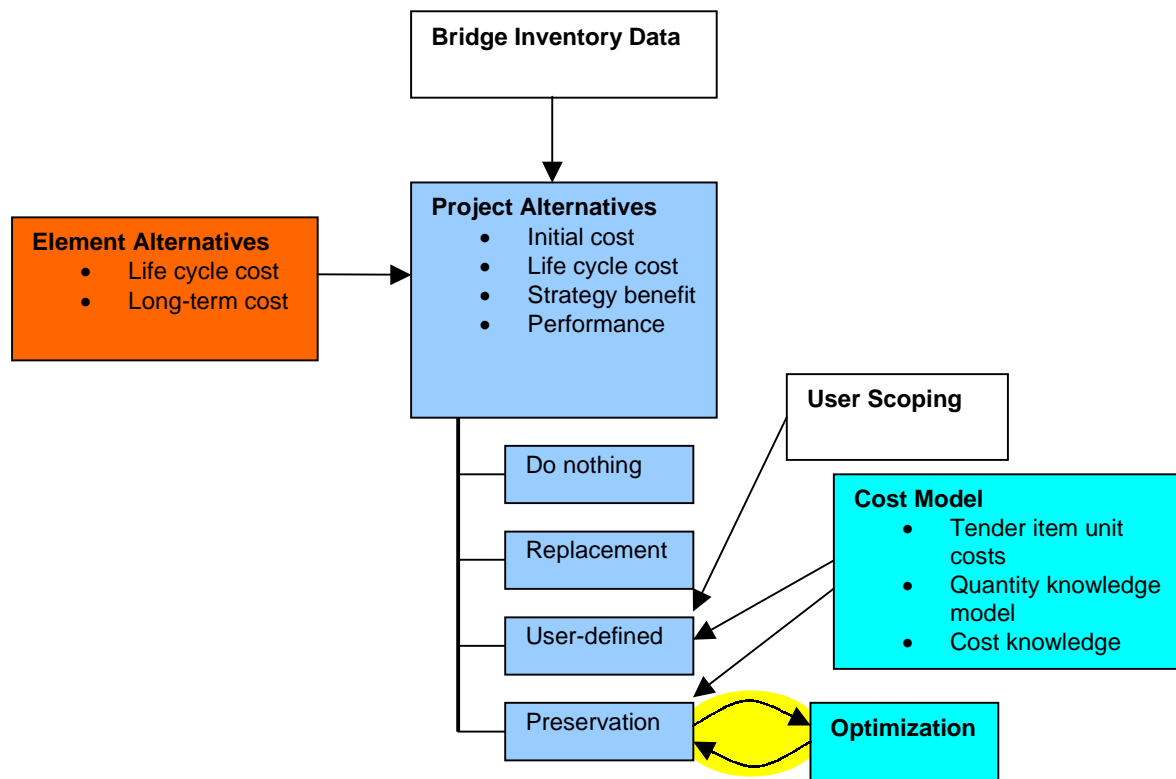 Bridge Inventory Data
Project Alternatives
• Initial cost
• Life cycle cost
• Strategy benefit
• Performance
Element Alternatives
• Life cycle cost
• Long-term cost
User Scoping
Do nothing
Replacement
User-defined
Preservation
Cost Model
• Tender item unit
costs
• Quantity knowledge
model
• Cost knowledge
Optimization